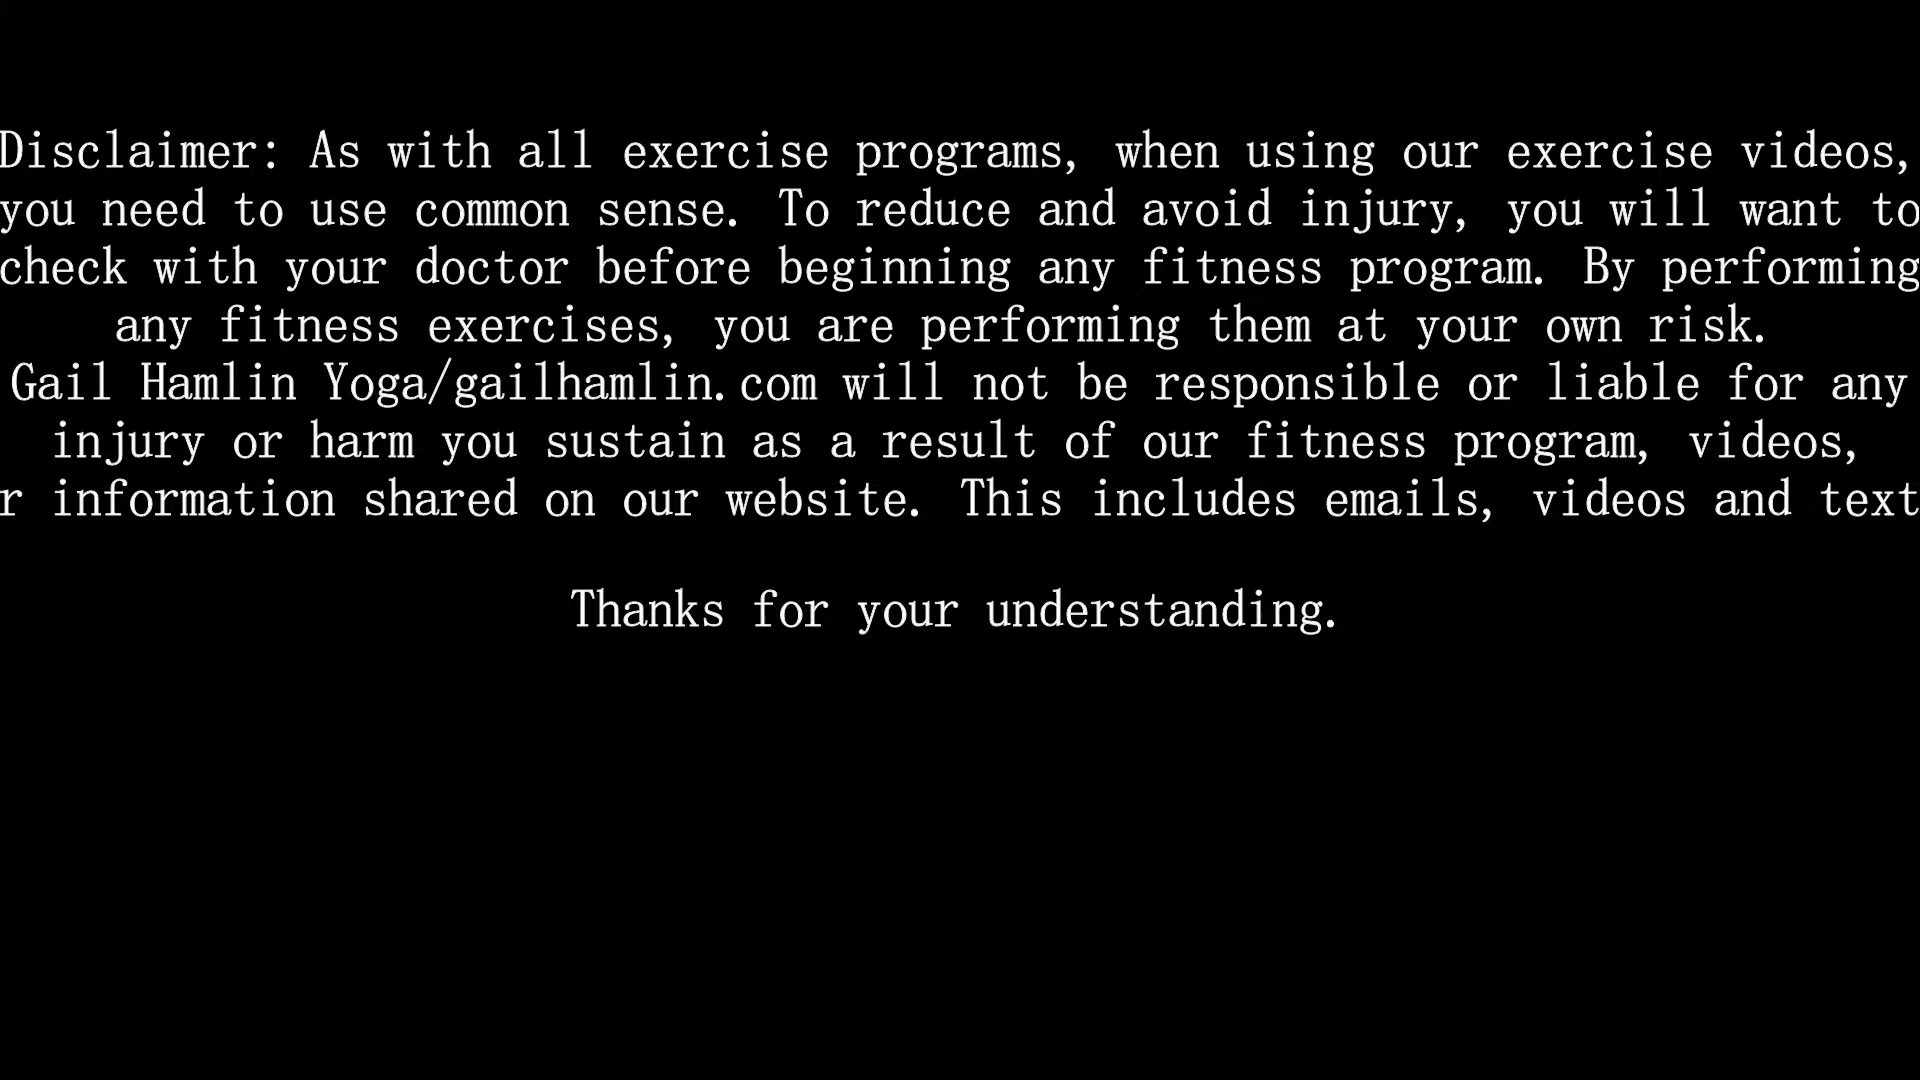 Disclaimer: As with all exercise programs, when using our exercise videos,
you need to use common sense. To reduce and avoid injury, you will want to
check with your doctor before beginning any fitness program. By performing
any fitness exercises, you are performing them at your own risk.
Gail Hamlin Yoga/gailhamlin.com will not be responsible or liable for any
injury or harm you sustain as a result of our fitness program, videos,
r information shared on our website. This includes emails, videos and text
Thanks for your understanding.